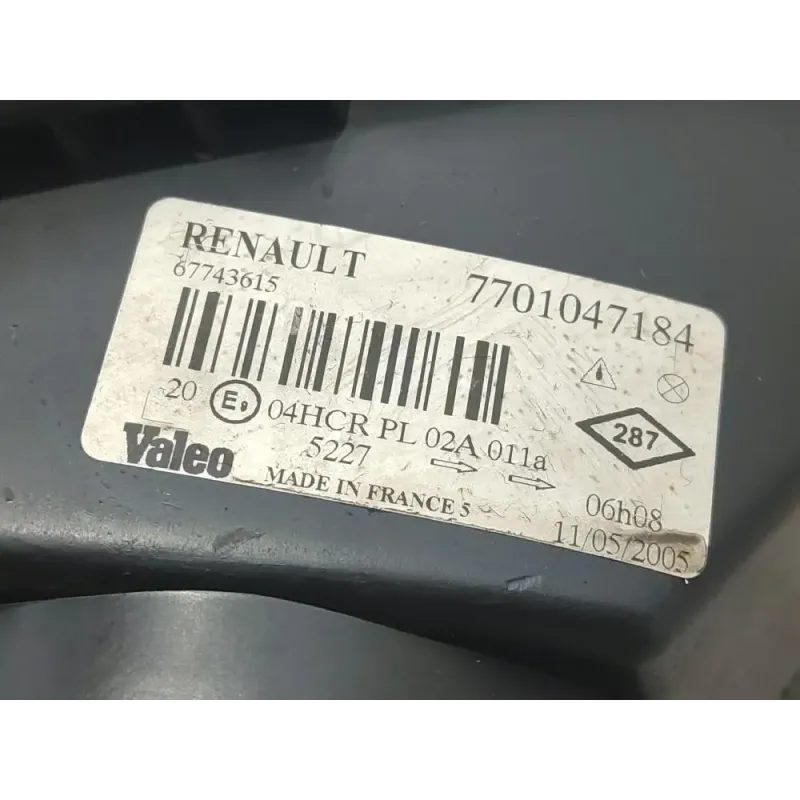 RENAULT
67743615
7701047184
20 E9 04HCR PL 02A 011a
5227
287
Valeo
MADE IN FRANCE 5
06h08
11/05/2005